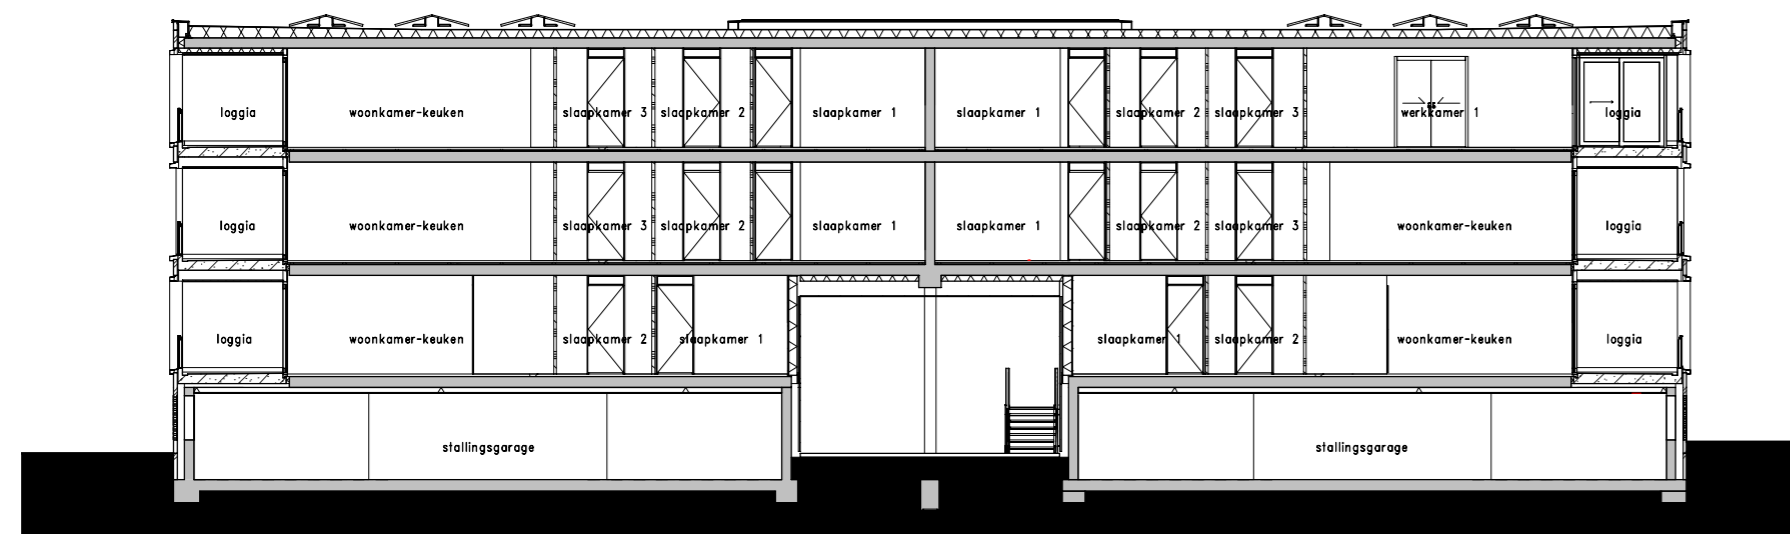 loggia woonkamer-keuken slaapkamer 3 slaapkamer 2 slaapkamer 1 slaapkamer 1 slaapkamer 2 slaapkamer 3 werkkamer 1 loggia
loggia woonkamer-keuken slaapkamer 3 slaapkamer 2 slaapkamer 1 slaapkamer 1 slaapkamer 2 slaapkamer 3 woonkamer-keuken loggia
loggia woonkamer-keuken slaapkamer 2 slaapkamer 1 slaapkamer 1 slaapkamer 2 woonkamer-keuken loggia
stallingsgarage stallingsgarage